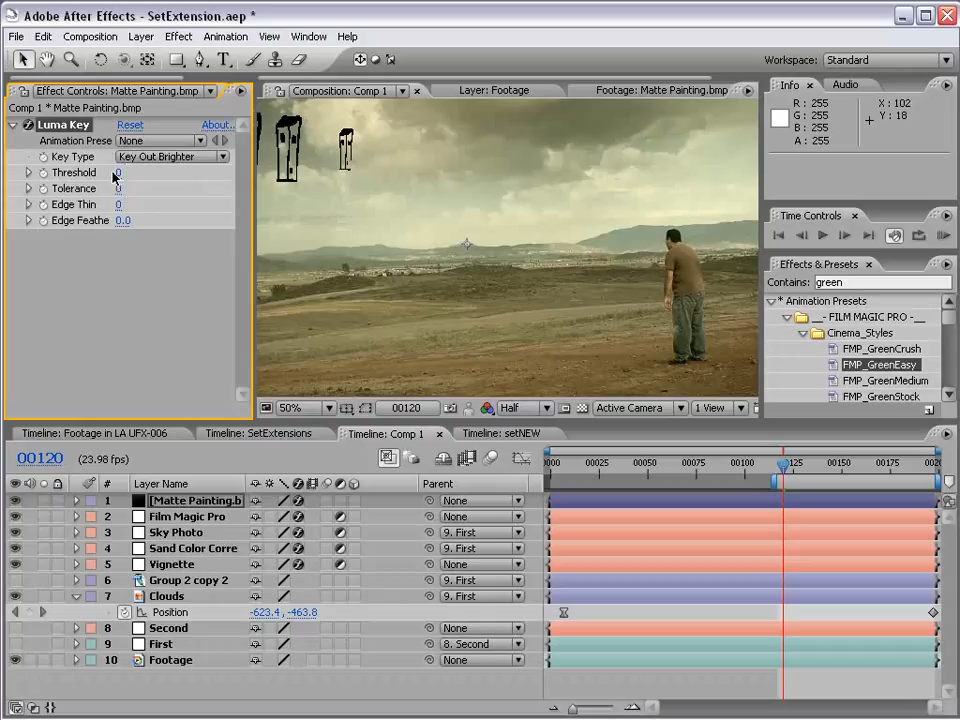 Adobe After Effects - SetExtension.aep *
File Edit Composition Layer Effect Animation View Window Help
Workspace: Standard
Effect Controls: Matte Painting.bmp
Comp 1 * Matte Painting.bmp
Luma Key Reset About..
Animation Prese None
Key Type Key Out Brighter
Threshold 0
Tolerance 0
Edge Thin 0
Edge Feathe 0.0
Composition: Comp 1 Layer: Footage Footage: Matte Painting.bmp
50% 00120 Half Active Camera 1 View
Info Audio
R: 255 X: 102
G: 255 Y: 18
B: 255
A: 255
Time Controls
Effects & Presets
Contains: green
* Animation Presets
__- FILM MAGIC PRO -__
Cinema_Styles
FMP_GreenCrush
FMP_GreenEasy
FMP_GreenMedium
FMP_GreenStock
Timeline: Footage in LA UFX-006 Timeline: SetExtensions Timeline: Comp 1 Timeline: setNEW
00120 (23.98 fps)
0000 00025 00050 00075 00100 00125 00150 00175 0020
# Layer Name Parent
1 [Matte Painting.b None
2 Film Magic Pro None
3 Sky Photo 9. First
4 Sand Color Corre 9. First
5 Vignette 9. First
6 Group 2 copy 2 9. First
7 Clouds 9. First
Position -623.4, -463.8
8 Second None
9 First 8. Second
10 Footage None